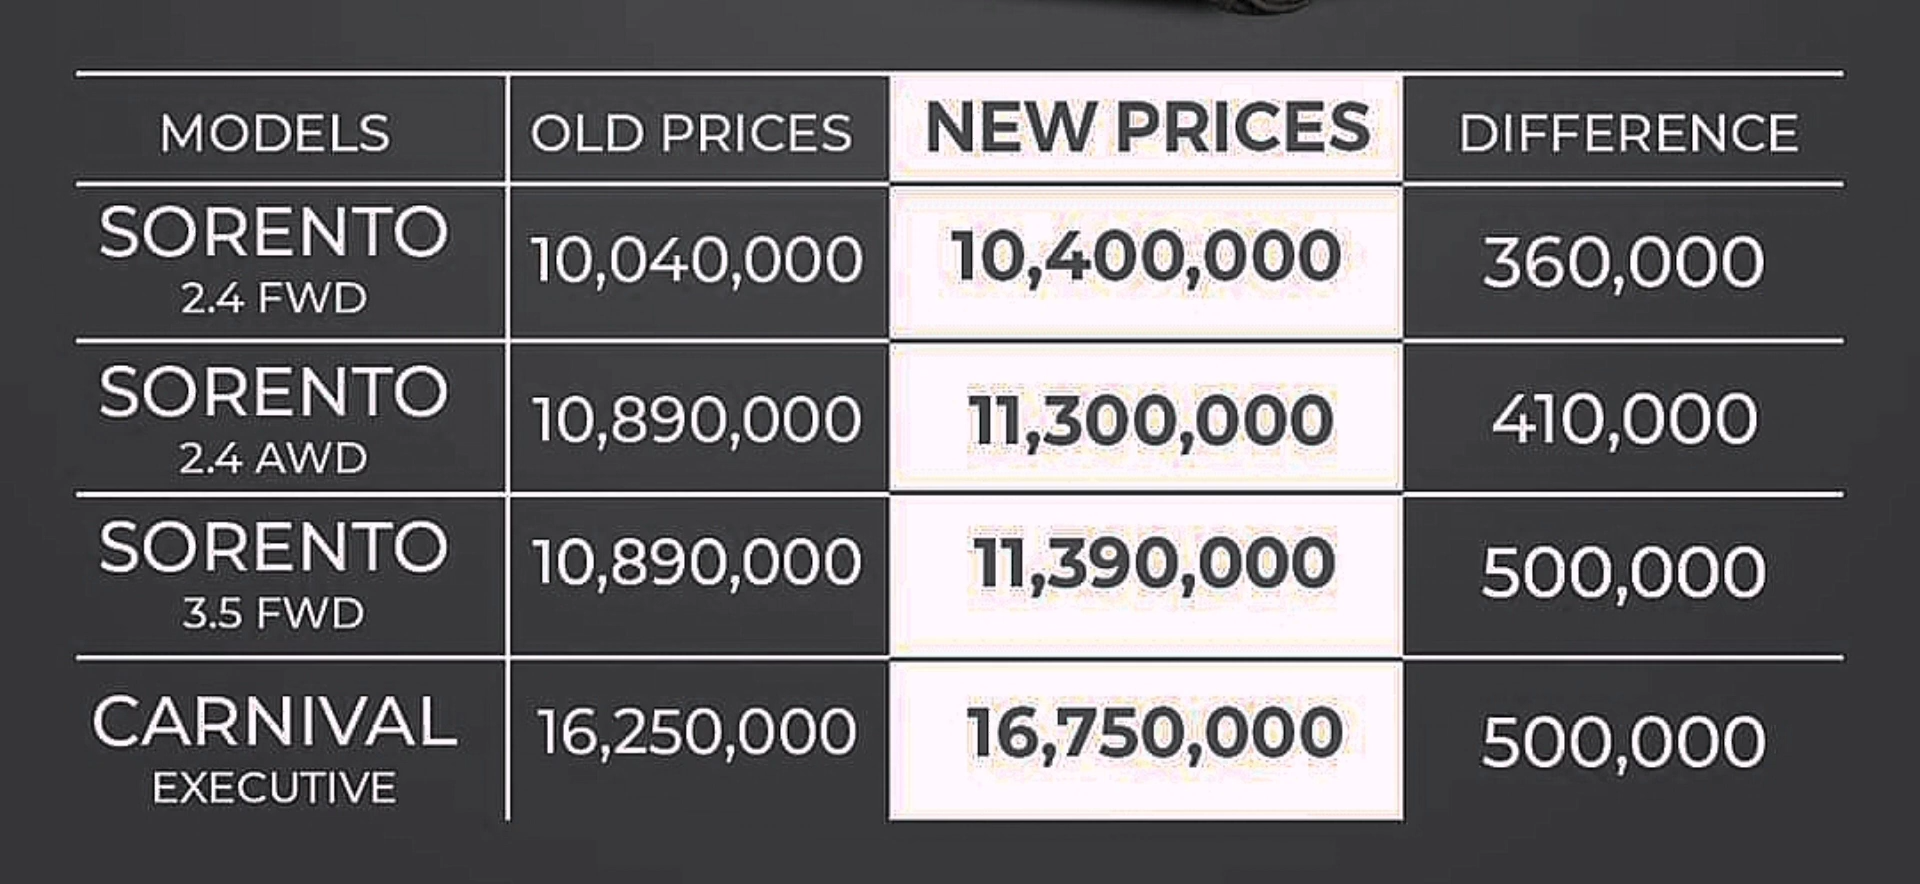 MODELS OLD PRICES NEW PRICES DIFFERENCE
SORENTO
2.4 FWD
10,040,000 10,400,000 360,000
SORENTO
2.4 AWD
10,890,000 11,300,000 410,000
SORENTO
3.5 FWD
10,890,000 11,390,000 500,000
CARNIVAL
EXECUTIVE
16,250,000 16,750,000 500,000